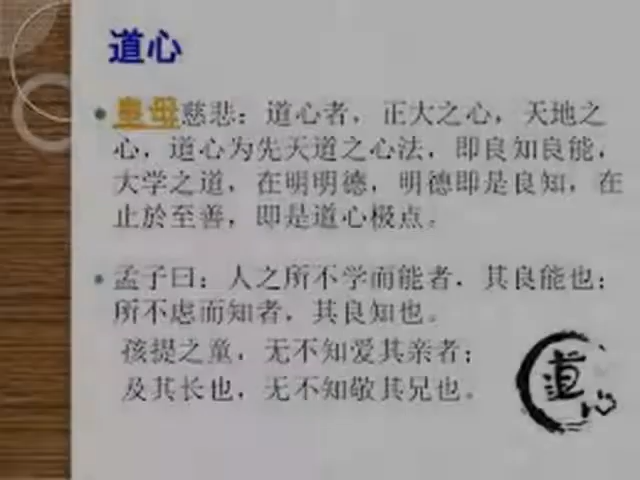 道心
皇母慈悲：道心者，正大之心，天地之
心，道心为先天道之心法，即良知良能，
大学之道，在明明德，明德即是良知，在
止於至善，即是道心极点。
孟子曰：人之所不学而能者，其良能也；
所不虑而知者，其良知也。
孩提之童，无不知爱其亲者；
及其长也，无不知敬其兄也。
道
心